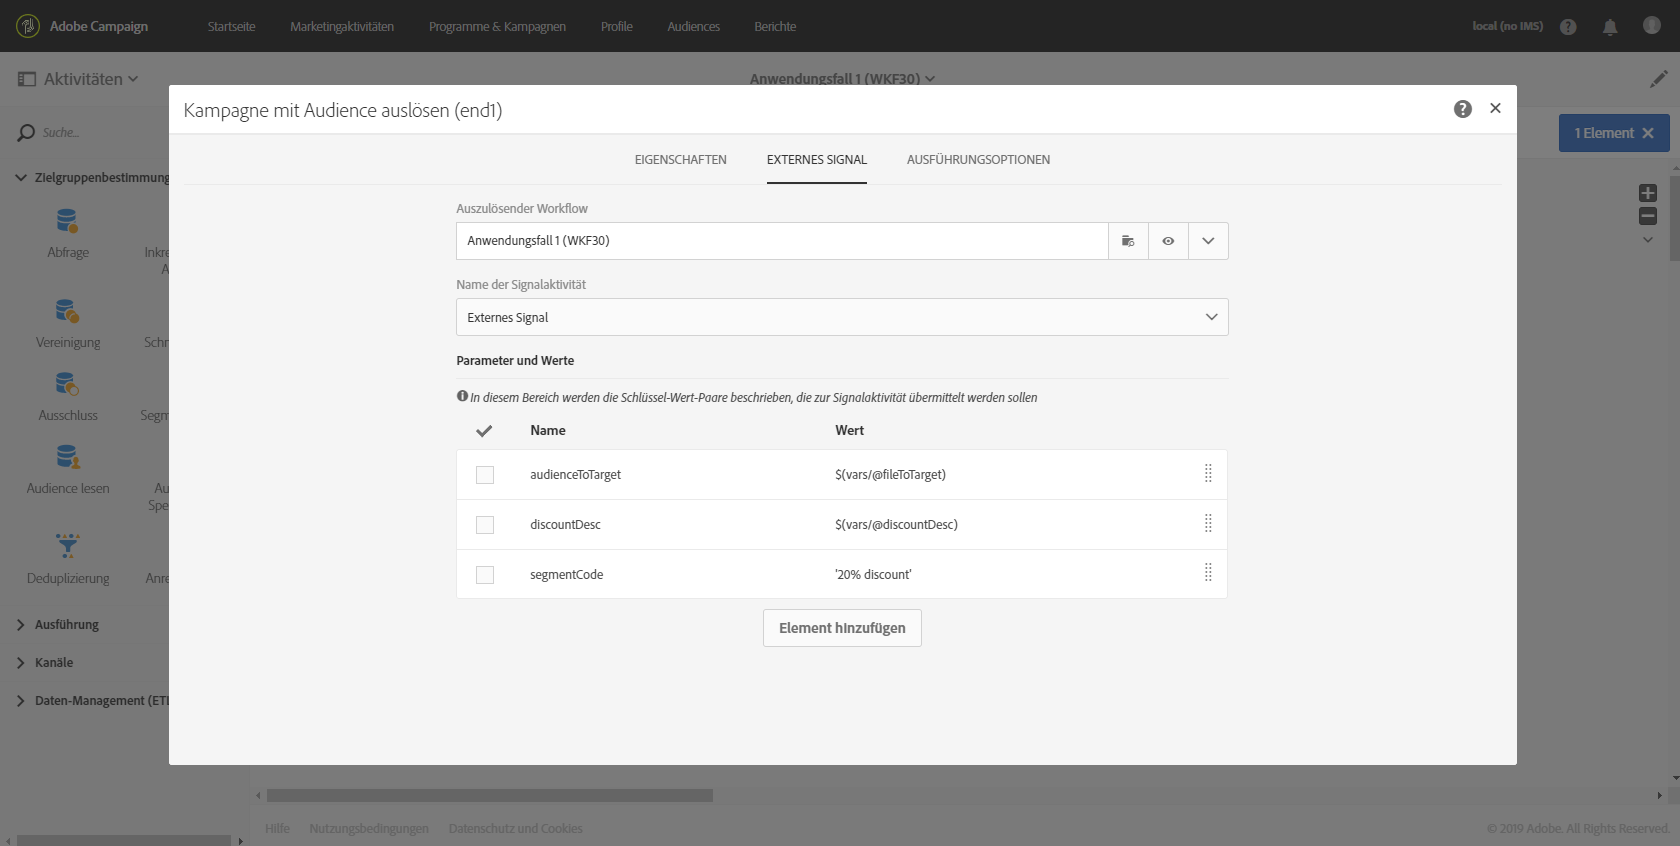 Adobe Campaign
Startseite
Marketingaktivitäten
Programme & Kampagnen
Profile
Audiences
Berichte
local (no IMS)
Aktivitäten
Anwendungsfall 1 (WKF30)
Kampagne mit Audience auslösen (end1)
Suche...
1 Element
EIGENSCHAFTEN
EXTERNES SIGNAL
AUSFÜHRUNGSOPTIONEN
Zielgruppenbestimmung
Auszulösender Workflow
Anwendungsfall 1 (WKF30)
Abfrage
Inkre
A
Name der Signalaktivität
Externes Signal
Vereinigung
Schr
Parameter und Werte
In diesem Bereich werden die Schlüssel-Wert-Paare beschrieben, die zur Signalaktivität übermittelt werden sollen
Ausschluss
Segm
Name
Wert
audienceToTarget
$(vars/@fileToTarget)
Audience lesen
Au
Spe
discountDesc
$(vars/@discountDesc)
segmentCode
'20% discount'
Deduplizierung
Anre
Element hinzufügen
Ausführung
Kanäle
Daten-Management (ETL
Hilfe
Nutzungsbedingungen
Datenschutz und Cookies
© 2019 Adobe. All Rights Reserved.